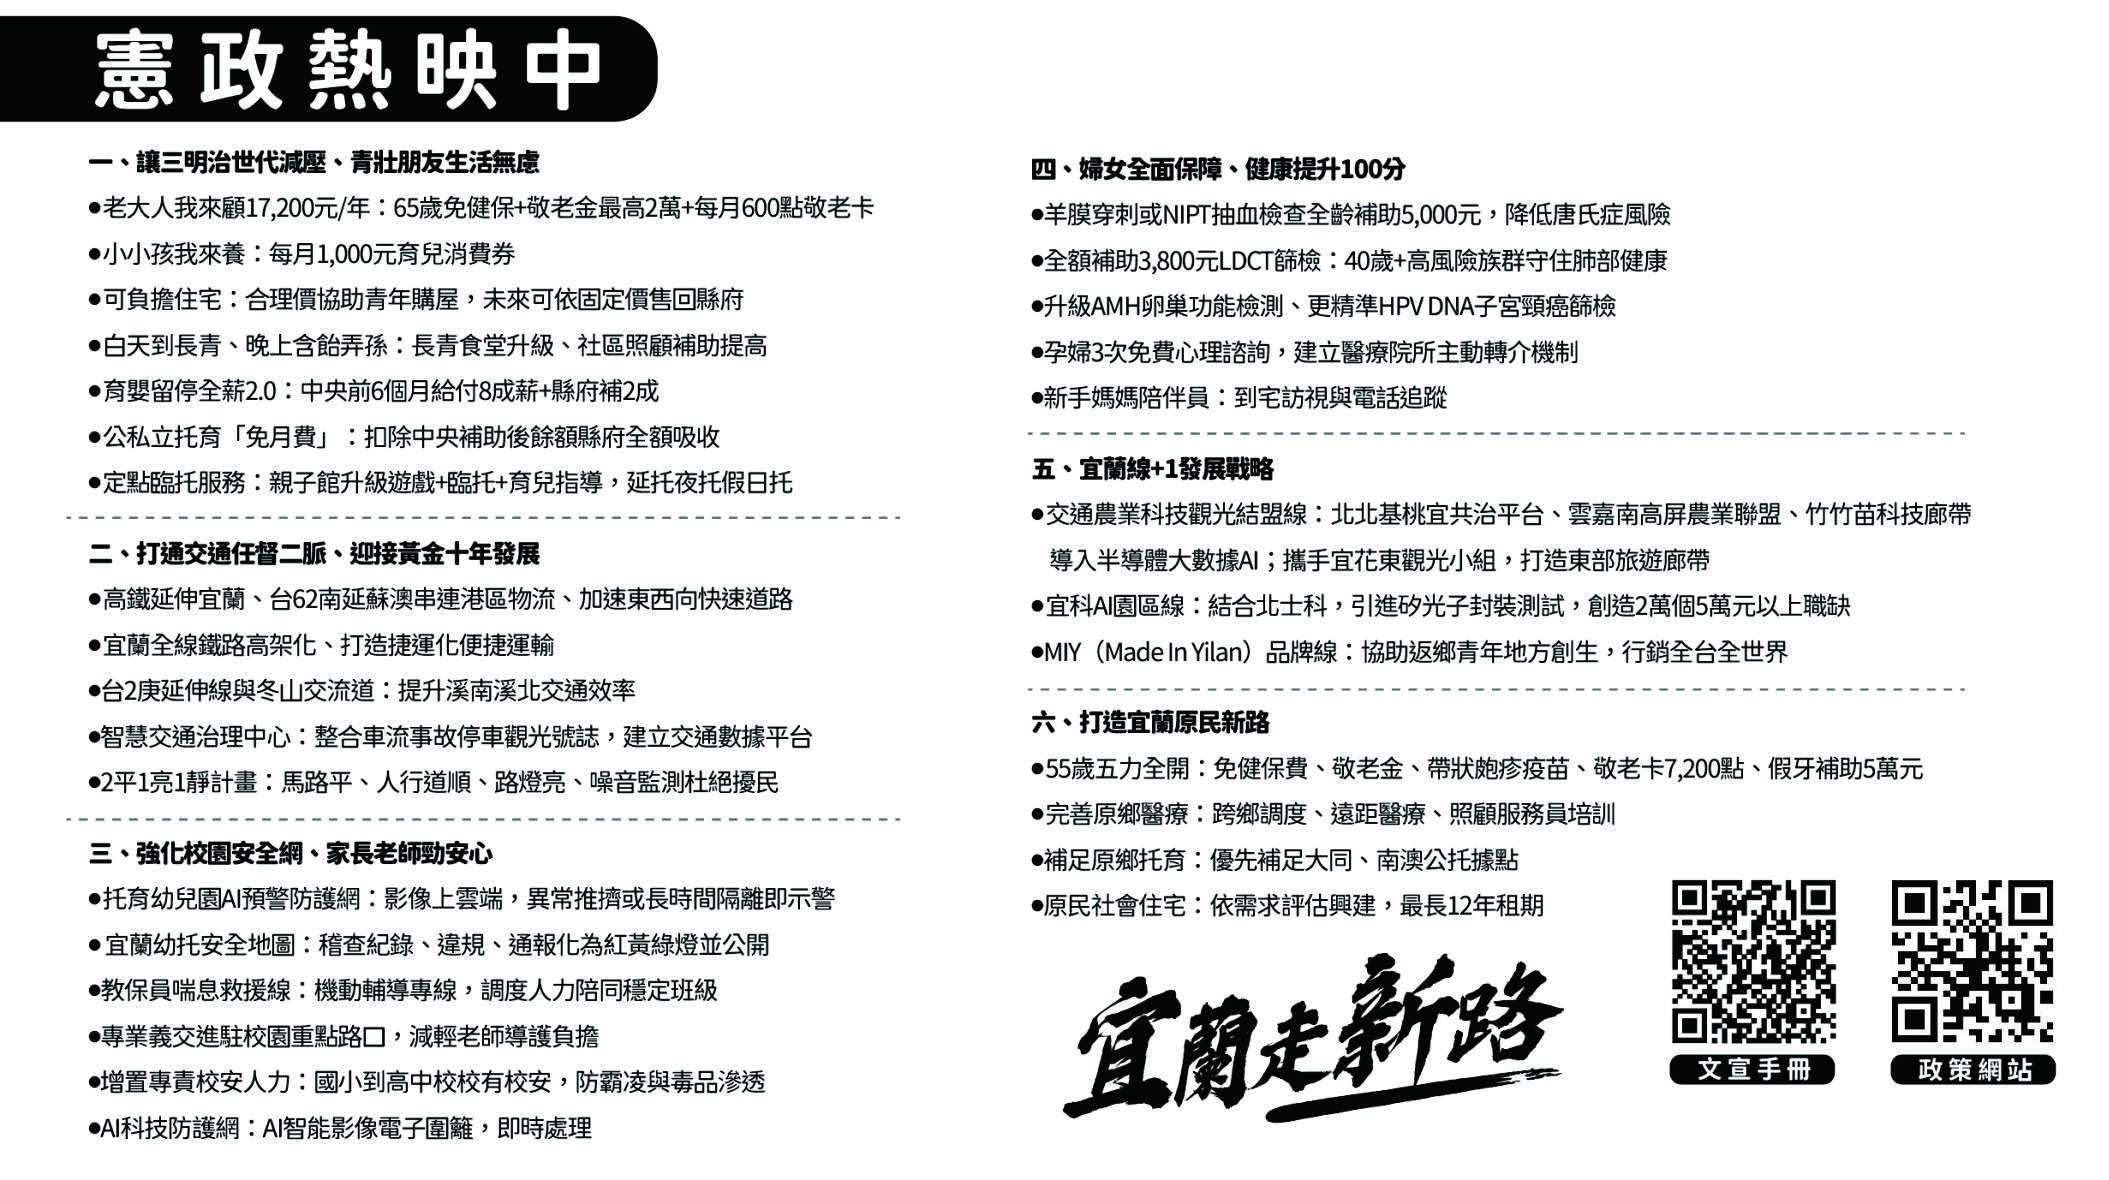 憲政熱映中
一、讓三明治世代減壓、青壯朋友生活無慮
●老大人我來顧17,200元/年：65歲免健保+敬老金最高2萬+每月600點敬老卡
●小小孩我來養：每月1,000元育兒消費券
●可負擔住宅：合理價協助青年購屋，未來可依固定價售回縣府
●白天到長青、晚上含飴弄孫：長青食堂升級、社區照顧補助提高
●育嬰留停全薪2.0：中央前6個月給付8成薪+縣府補2成
●公私立托育「免月費」：扣除中央補助後餘額縣府全額吸收
●定點臨托服務：親子館升級遊戲+臨托+育兒指導，延托夜托假日托
二、打通交通任督二脈、迎接黃金十年發展
●高鐵延伸宜蘭、台62南延蘇澳串連港區物流、加速東西向快速道路
●宜蘭全線鐵路高架化、打造捷運化便捷運輸
●台2庚延伸線與冬山交流道：提升溪南溪北交通效率
●智慧交通治理中心：整合車流事故停車觀光號誌，建立交通數據平台
●2平1亮1靜計畫：馬路平、人行道順、路燈亮、噪音監測杜絕擾民
三、強化校園安全網、家長老師勁安心
●托育幼兒園AI預警防護網：影像上雲端，異常推擠或長時間隔離即示警
●宜蘭幼托安全地圖：稽查紀錄、違規、通報化為紅黃綠燈並公開
●教保員喘息救援線：機動輔導專線，調度人力陪同穩定班級
●專業義交進駐校園重點路口，減輕老師導護負擔
●增置專責校安人力：國小到高中校校有校安，防霸凌與毒品滲透
●AI科技防護網：AI智能影像電子圍籬，即時處理
四、婦女全面保障、健康提升100分
●羊膜穿刺或NIPT抽血檢查全齡補助5,000元，降低唐氏症風險
●全額補助3,800元LDCT篩檢：40歲+高風險族群守住肺部健康
●升級AMH卵巢功能檢測、更精準HPV DNA子宮頸癌篩檢
●孕婦3次免費心理諮詢，建立醫療院所主動轉介機制
●新手媽媽陪伴員：到宅訪視與電話追蹤
五、宜蘭線+1發展戰略
●交通農業科技觀光結盟線：北北基桃宜共治平台、雲嘉南高屏農業聯盟、竹竹苗科技廊帶
導入半導體大數據AI；攜手宜花東觀光小組，打造東部旅遊廊帶
●宜科AI園區線：結合北士科，引進矽光子封裝測試，創造2萬個5萬元以上職缺
●MIY（Made In Yilan）品牌線：協助返鄉青年地方創生，行銷全台全世界
六、打造宜蘭原民新路
●55歲五力全開：免健保費、敬老金、帶狀皰疹疫苗、敬老卡7,200點、假牙補助5萬元
●完善原鄉醫療：跨鄉調度、遠距醫療、照顧服務員培訓
●補足原鄉托育：優先補足大同、南澳公托據點
●原民社會住宅：依需求評估興建，最長12年租期
宜蘭走新路
文宣手冊
政策網站